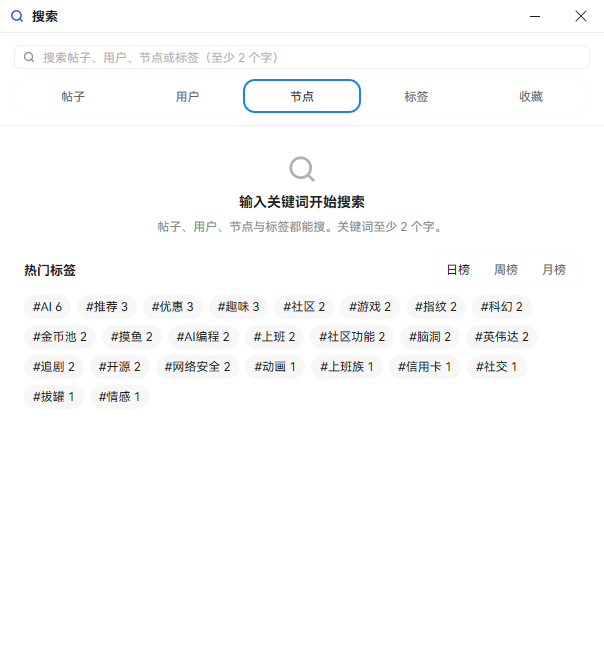 搜索
搜索帖子、用户、节点或标签（至少 2 个字）
帖子 用户 节点 标签 收藏
输入关键词开始搜索
帖子、用户、节点与标签都能搜。关键词至少 2 个字。
热门标签 日榜 周榜 月榜
#AI 6 #推荐 3 #优惠 3 #趣味 3 #社区 2 #游戏 2 #指纹 2 #科幻 2
#金币池 2 #摸鱼 2 #AI编程 2 #上班 2 #社区功能 2 #脑洞 2 #英伟达 2
#追剧 2 #开源 2 #网络安全 2 #动画 1 #上班族 1 #信用卡 1 #社交 1
#拔罐 1 #情感 1